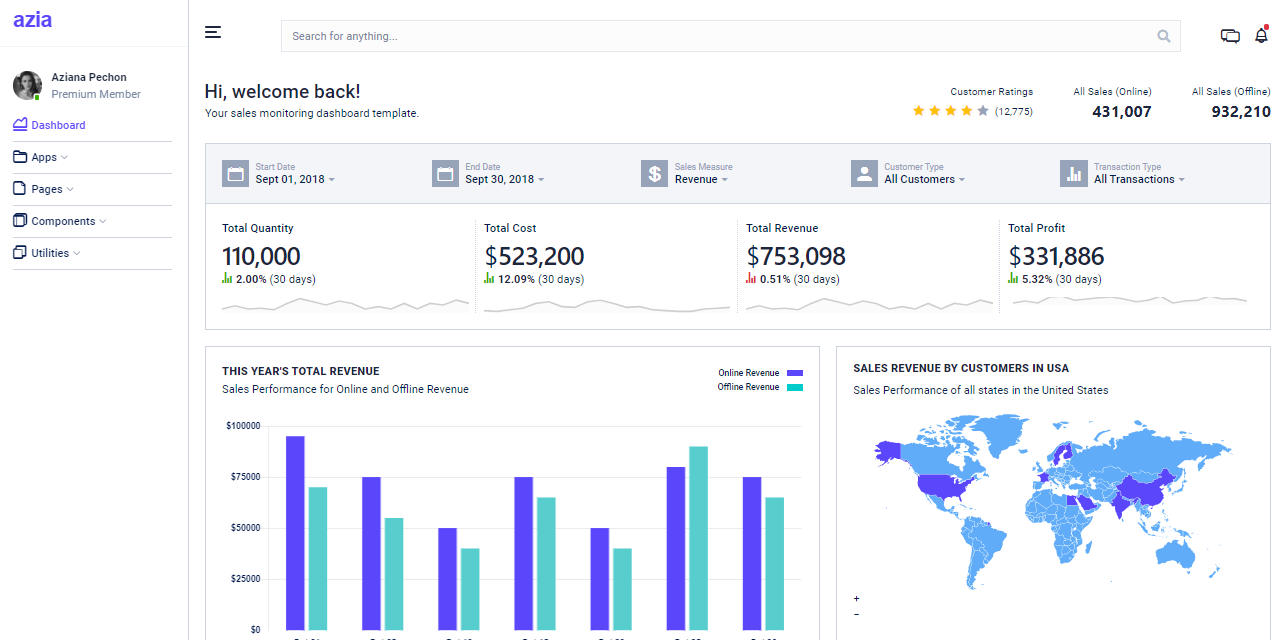 azia
Aziana Pechon
Premium Member
Dashboard
Apps
Pages
Components
Utilities
Search for anything...
Hi, welcome back!
Your sales monitoring dashboard template.
Customer Ratings
(12,775)
All Sales (Online)
431,007
All Sales (Offline)
932,210
Start Date
Sept 01, 2018
End Date
Sept 30, 2018
Sales Measure
Revenue
Customer Type
All Customers
Transaction Type
All Transactions
Total Quantity
110,000
2.00% (30 days)
Total Cost
$523,200
12.09% (30 days)
Total Revenue
$753,098
0.51% (30 days)
Total Profit
$331,886
5.32% (30 days)
THIS YEAR'S TOTAL REVENUE
Sales Performance for Online and Offline Revenue
Online Revenue
Offline Revenue
$100000
$75000
$50000
$25000
$0
SALES REVENUE BY CUSTOMERS IN USA
Sales Performance of all states in the United States
+
−